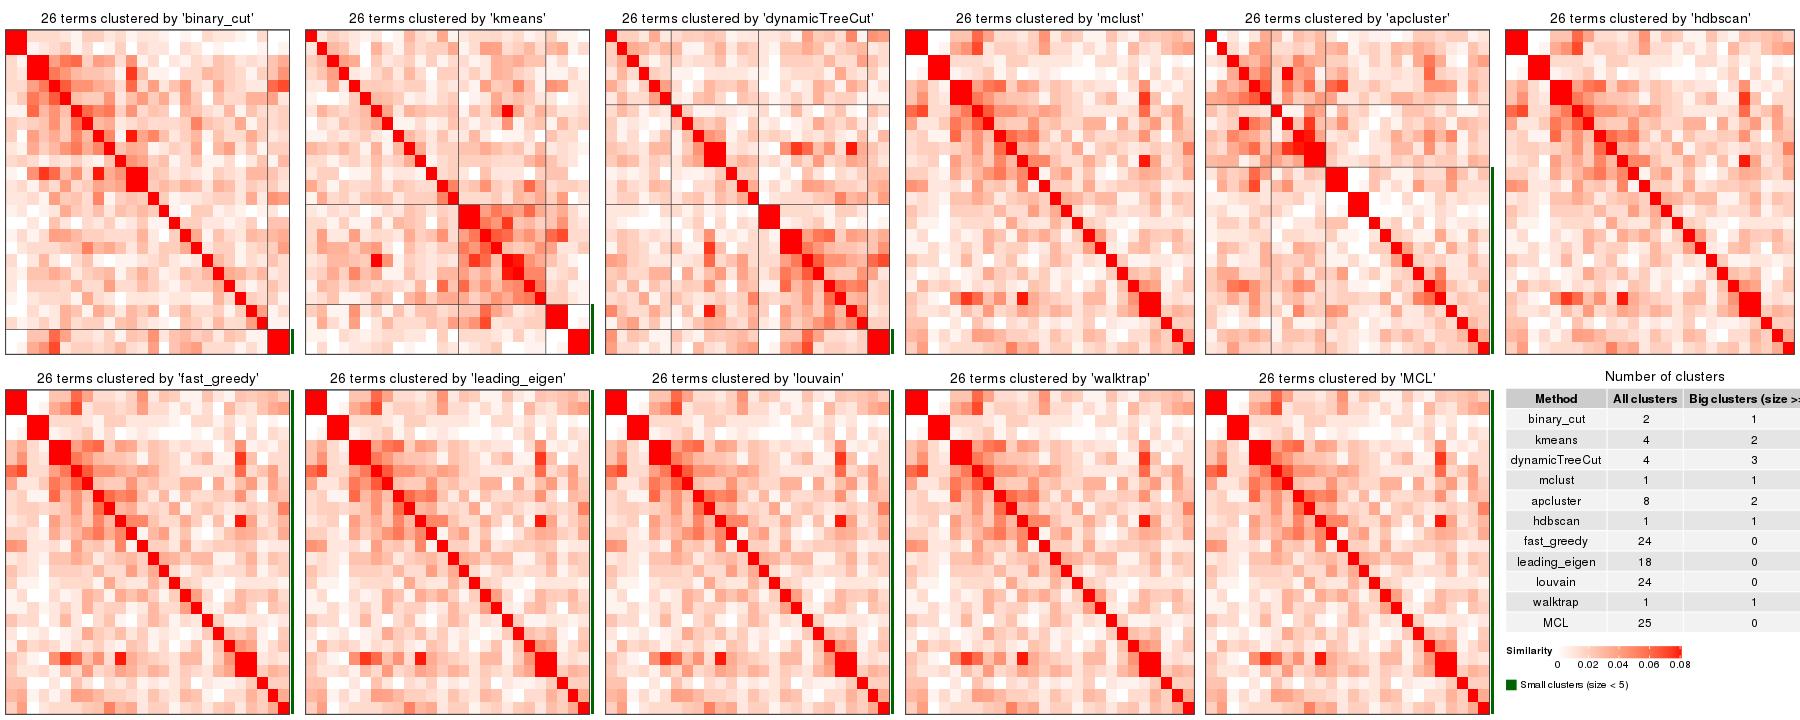 26 terms clustered by 'binary_cut'
26 terms clustered by 'kmeans'
26 terms clustered by 'dynamicTreeCut'
26 terms clustered by 'mclust'
26 terms clustered by 'apcluster'
26 terms clustered by 'hdbscan'
26 terms clustered by 'fast_greedy'
26 terms clustered by 'leading_eigen'
26 terms clustered by 'louvain'
26 terms clustered by 'walktrap'
26 terms clustered by 'MCL'
Number of clusters
Method All clusters Big clusters (size >
binary_cut 2 1
kmeans 4 2
dynamicTreeCut 4 3
mclust 1 1
apcluster 8 2
hdbscan 1 1
fast_greedy 24 0
leading_eigen 18 0
louvain 24 0
walktrap 1 1
MCL 25 0
Similarity
0 0.02 0.04 0.06 0.08
Small clusters (size < 5)